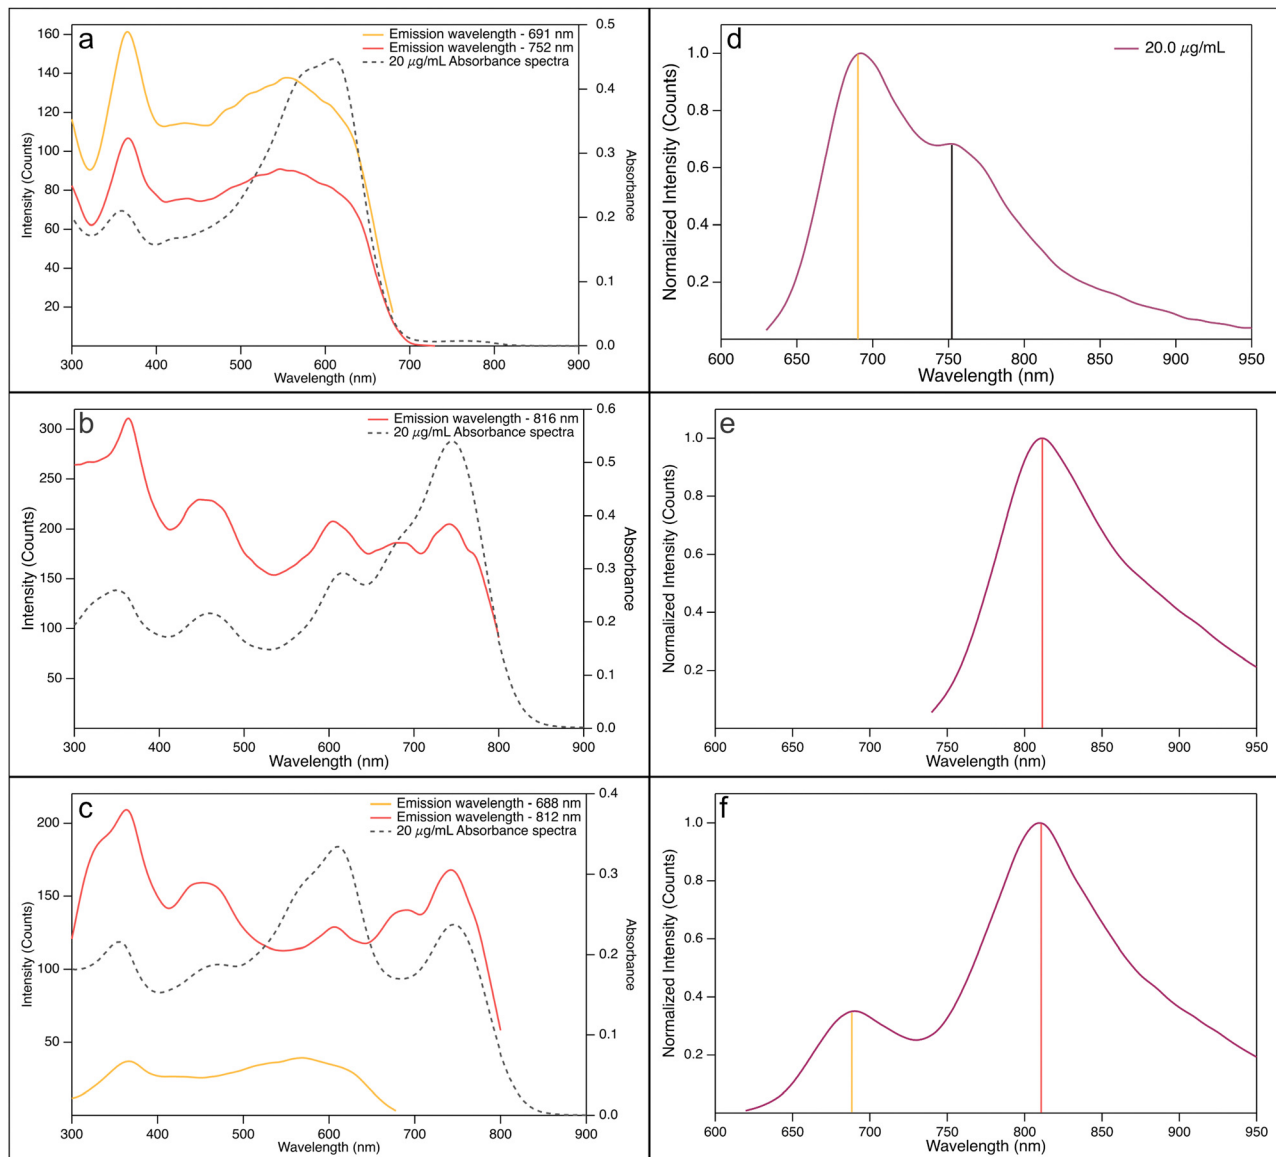 a
Emission wavelength - 691 nm
Emission wavelength - 752 nm
20 μg/mL Absorbance spectra
160
140
120
100
80
60
40
20
0.5
0.4
0.3
0.2
0.1
0.0
Intensity (Counts)
Absorbance
300 400 500 600 700 800 900
Wavelength (nm)
d
20.0 μg/mL
1.0
0.8
0.6
0.4
0.2
Normalized Intensity (Counts)
600 650 700 750 800 850 900 950
Wavelength (nm)
b
Emission wavelength - 816 nm
20 μg/mL Absorbance spectra
300
250
200
150
100
50
0.6
0.5
0.4
0.3
0.2
0.1
0.0
Intensity (Counts)
Absorbance
300 400 500 600 700 800 900
Wavelength (nm)
e
1.0
0.8
0.6
0.4
0.2
Normalized Intensity (Counts)
600 650 700 750 800 850 900 950
Wavelength (nm)
c
Emission wavelength - 688 nm
Emission wavelength - 812 nm
20 μg/mL Absorbance spectra
200
150
100
50
0.4
0.3
0.2
0.1
0.0
Intensity (Counts)
Absorbance
300 400 500 600 700 800 900
Wavelength (nm)
f
1.0
0.8
0.6
0.4
0.2
Normalized Intensity (Counts)
600 650 700 750 800 850 900 950
Wavelength (nm)